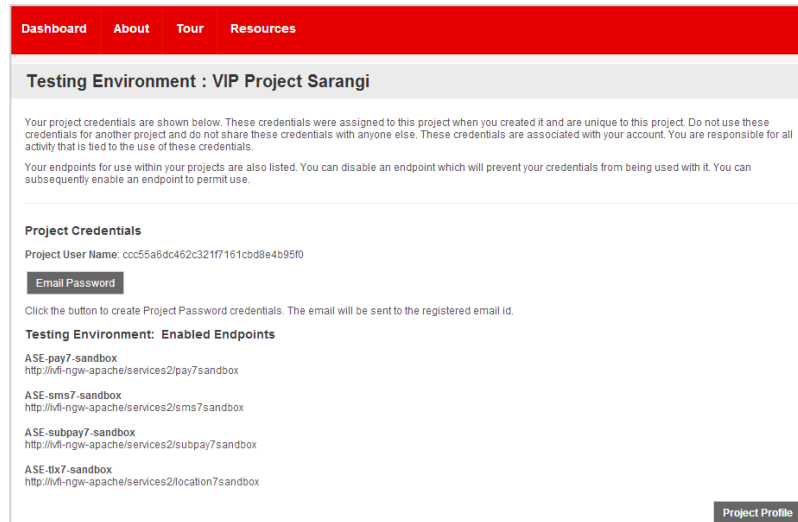 Dashboard About Tour Resources
Testing Environment : VIP Project Sarangi
Your project credentials are shown below. These credentials were assigned to this project when you created it and are unique to this project. Do not use these
credentials for another project and do not share these credentials with anyone else. These credentials are associated with your account. You are responsible for all
activity that is tied to the use of these credentials.
Your endpoints for use within your projects are also listed. You can disable an endpoint which will prevent your credentials from being used with it. You can
subsequently enable an endpoint to permit use.
Project Credentials
Project User Name: ccc55a6dc462c321f7161cbd8e4b95f0
Email Password
Click the button to create Project Password credentials. The email will be sent to the registered email id.
Testing Environment: Enabled Endpoints
ASE-pay7-sandbox
http://ivfi-ngw-apache/services2/pay7sandbox
ASE-sms7-sandbox
http://ivfi-ngw-apache/services2/sms7sandbox
ASE-subpay7-sandbox
http://ivfi-ngw-apache/services2/subpay7sandbox
ASE-tlx7-sandbox
http://ivfi-ngw-apache/services2/location7sandbox
Project Profile